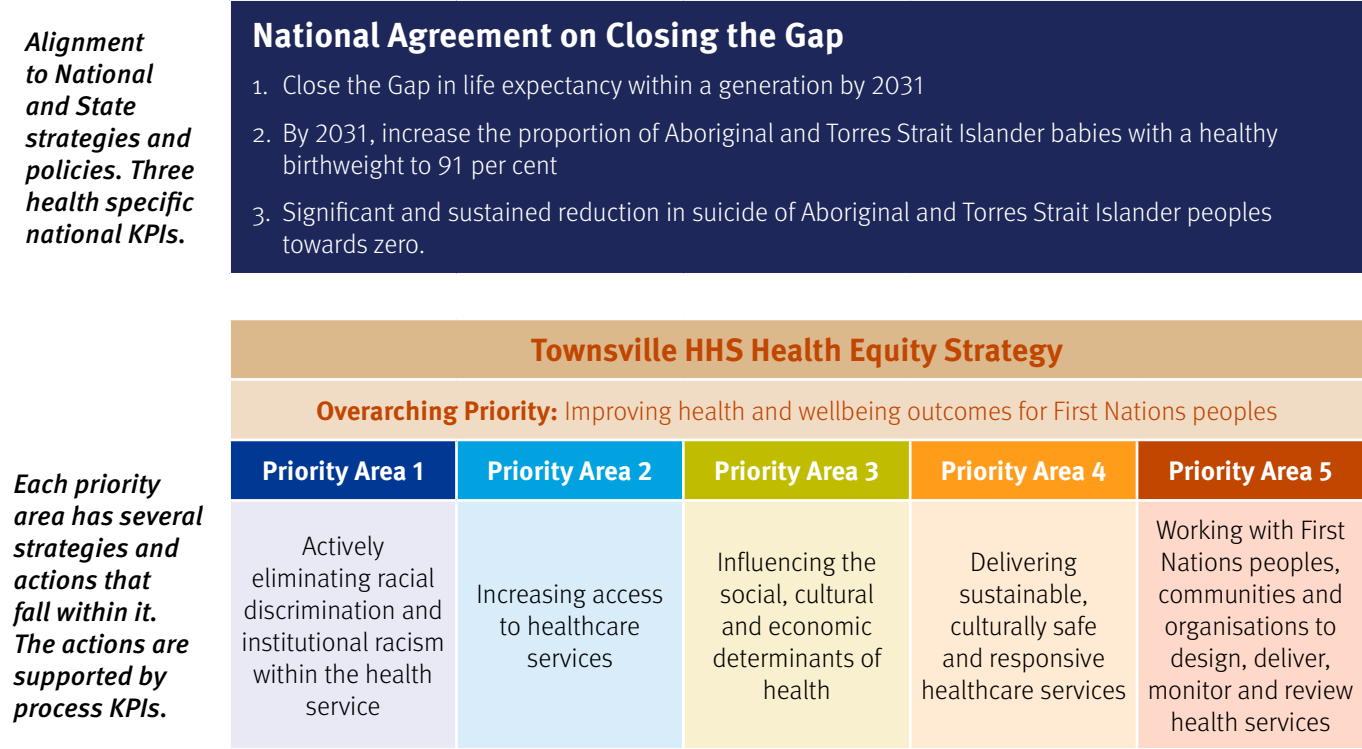 Alignment
to National
and State
strategies and
policies. Three
health specific
national KPIs.
National Agreement on Closing the Gap
1. Close the Gap in life expectancy within a generation by 2031
2. By 2031, increase the proportion of Aboriginal and Torres Strait Islander babies with a healthy
birthweight to 91 per cent
3. Significant and sustained reduction in suicide of Aboriginal and Torres Strait Islander peoples
towards zero.
Townsville HHS Health Equity Strategy
Overarching Priority: Improving health and wellbeing outcomes for First Nations peoples
Each priority
area has several
strategies and
actions that
fall within it.
The actions are
supported by
process KPIs.
Priority Area 1
Actively
eliminating racial
discrimination and
institutional racism
within the health
service
Priority Area 2
Increasing access
to healthcare
services
Priority Area 3
Influencing the
social, cultural
and economic
determinants of
health
Priority Area 4
Delivering
sustainable,
culturally safe
and responsive
healthcare services
Priority Area 5
Working with First
Nations peoples,
communities and
organisations to
design, deliver,
monitor and review
health services